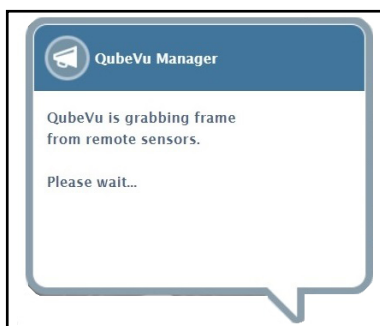 QubeVu Manager
QubeVu is grabbing frame
from remote sensors.
Please wait...